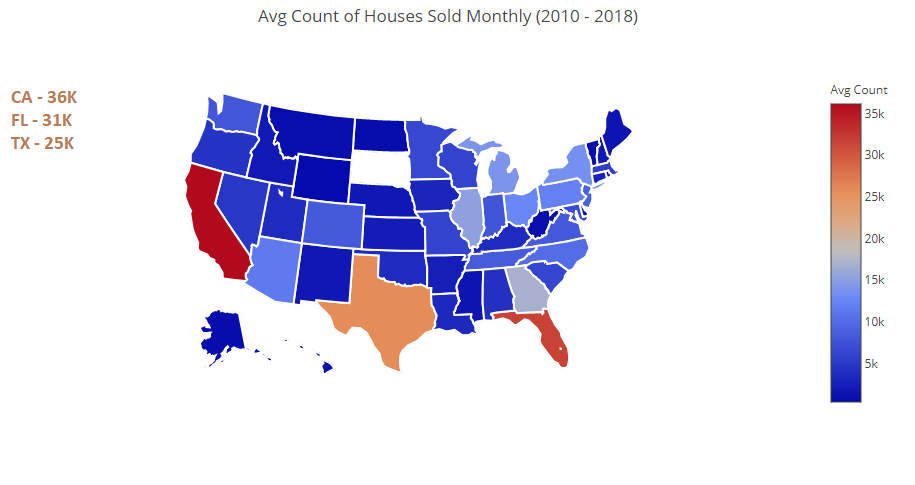 Avg Count of Houses Sold Monthly (2010 - 2018)
CA - 36K
FL - 31K
TX - 25K
Avg Count
35k
30k
25k
20k
15k
10k
5k